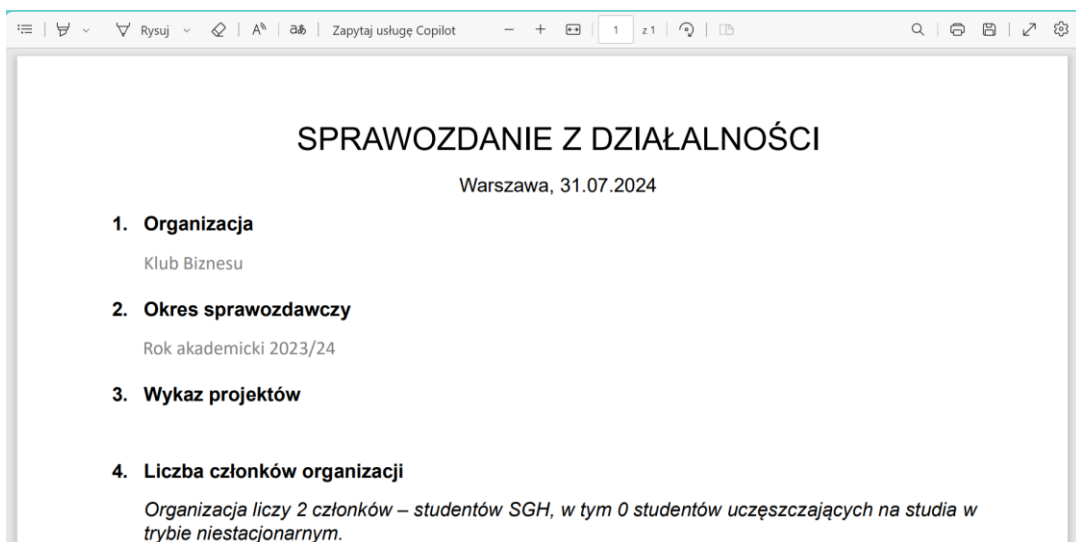 Rysuj
Zapytaj usługę Copilot
1 z 1
SPRAWOZDANIE Z DZIAŁALNOŚCI
Warszawa, 31.07.2024
1. Organizacja
Klub Biznesu
2. Okres sprawozdawczy
Rok akademicki 2023/24
3. Wykaz projektów
4. Liczba członków organizacji
Organizacja liczy 2 członków – studentów SGH, w tym 0 studentów uczęszczających na studia w
trybie niestacjonarnym.